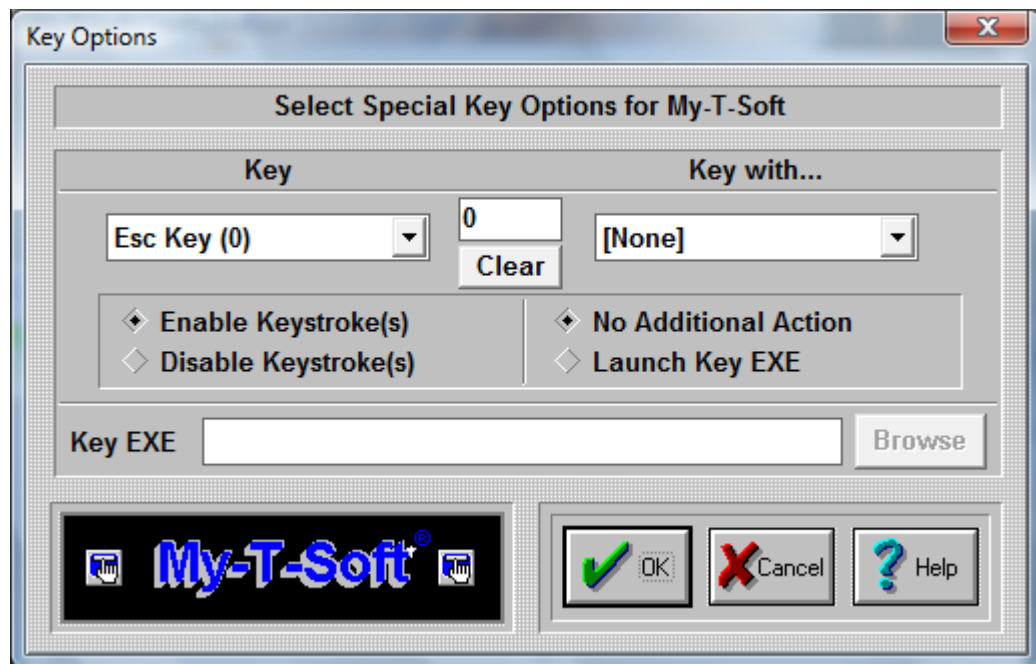 Key Options
Select Special Key Options for My-T-Soft
Key Key with...
Esc Key (0) 0 [None]
Clear
Enable Keystroke(s) No Additional Action
Disable Keystroke(s) Launch Key EXE
Key EXE Browse
My-T-Soft® OK Cancel Help